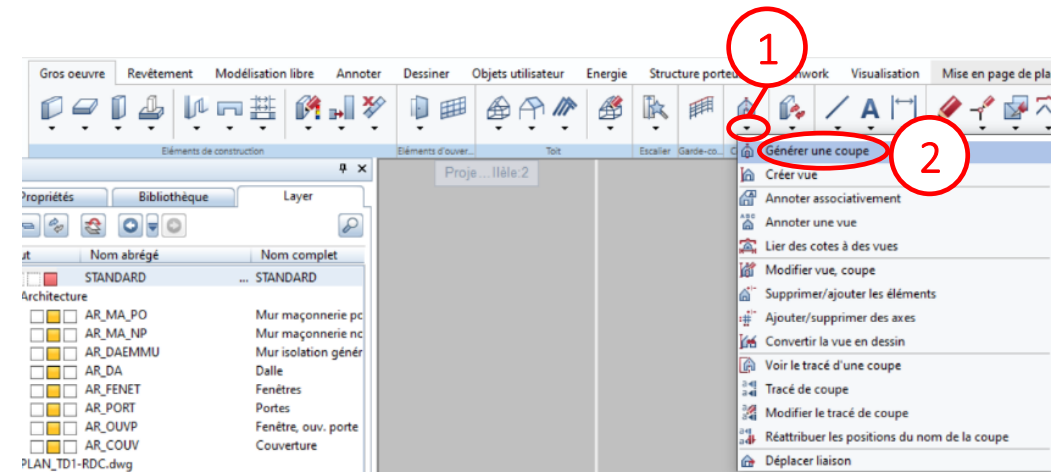 1
Gros oeuvre Revêtement Modélisation libre Annoter Dessiner Objets utilisateur Energie Structure porteu work Visualisation Mise en page de pla
A
Eléments de construction Eléments d'ouver... Toit Escalier Garde-co... C
Générer une coupe
2
Créer vue
Annoter associativement
Annoter une vue
Lier des cotes à des vues
Modifier vue, coupe
Supprimer/ajouter les éléments
Ajouter/supprimer des axes
Convertir la vue en dessin
Voir le tracé d'une coupe
Tracé de coupe
Modifier le tracé de coupe
Réattribuer les positions du nom de la coupe
Déplacer liaison
Proje...llèle:2
Propriétés Bibliothèque Layer
ut Nom abrégé Nom complet
STANDARD ... STANDARD
Architecture
AR_MA_PO Mur maçonnerie po
AR_MA_NP Mur maçonnerie nc
AR_DAEMMU Mur isolation génér
AR_DA Dalle
AR_FENET Fenêtres
AR_PORT Portes
AR_OUVP Fenêtre, ouv. porte
AR_COUV Couverture
PLAN_TD1-RDC.dwg